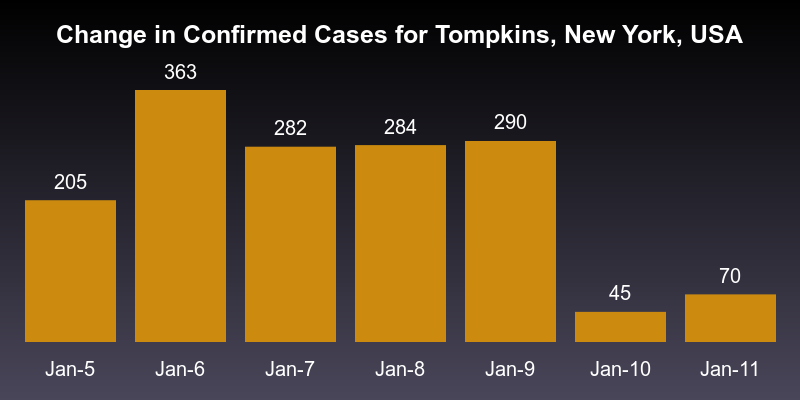 Change in Confirmed Cases for Tompkins, New York, USA
205
363
282
284
290
45
70
Jan-5
Jan-6
Jan-7
Jan-8
Jan-9
Jan-10
Jan-11